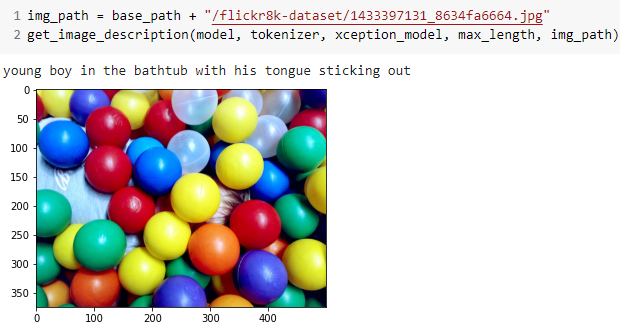 1 img_path = base_path + "/flickr8k-dataset/1433397131_8634fa6664.jpg"
2 get_image_description(model, tokenizer, xception_model, max_length, img_path)
young boy in the bathtub with his tongue sticking out
0
50
100
150
200
250
300
350
0 100 200 300 400